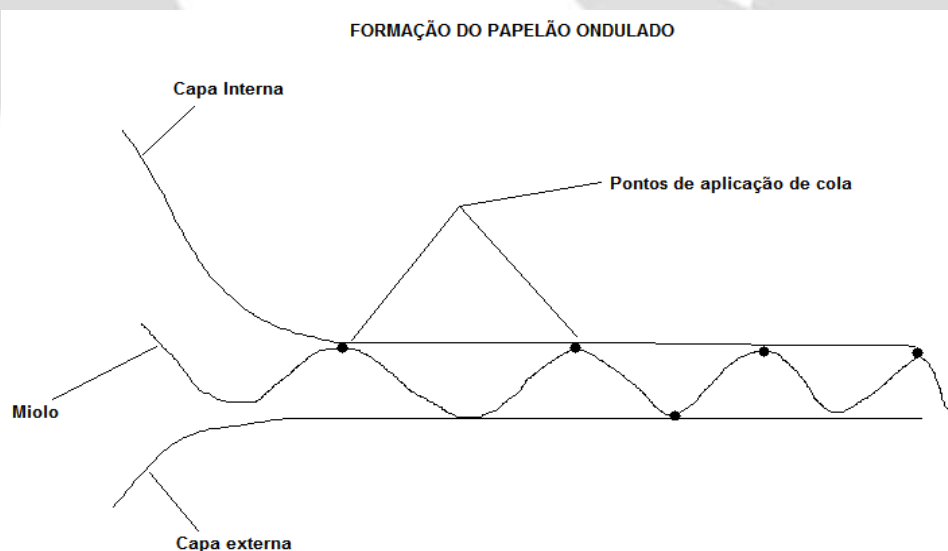 FORMAÇÃO DO PAPELÃO ONDULADO
Capa Interna
Pontos de aplicação de cola
Miolo
Capa externa